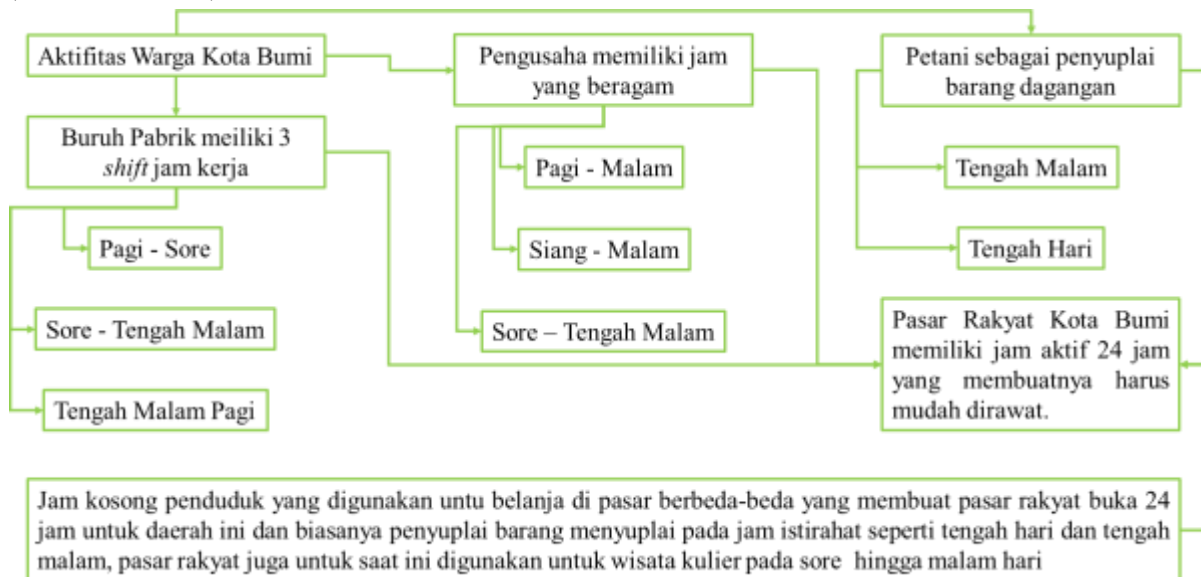 Aktifitas Warga Kota Bumi
Pengusaha memiliki jam
yang beragam
Petani sebagai penyuplai
barang dagangan
Buruh Pabrik meiliki 3
shift jam kerja
Pagi - Malam
Tengah Malam
Pagi - Sore
Siang - Malam
Tengah Hari
Sore - Tengah Malam
Sore – Tengah Malam
Pasar Rakyat Kota Bumi
memiliki jam aktif 24 jam
yang membuatnya harus
mudah dirawat.
Tengah Malam Pagi
Jam kosong penduduk yang digunakan untu belanja di pasar berbeda-beda yang membuat pasar rakyat buka 24
jam untuk daerah ini dan biasanya penyuplai barang menyuplai pada jam istirahat seperti tengah hari dan tengah
malam, pasar rakyat juga untuk saat ini digunakan untuk wisata kulier pada sore hingga malam hari